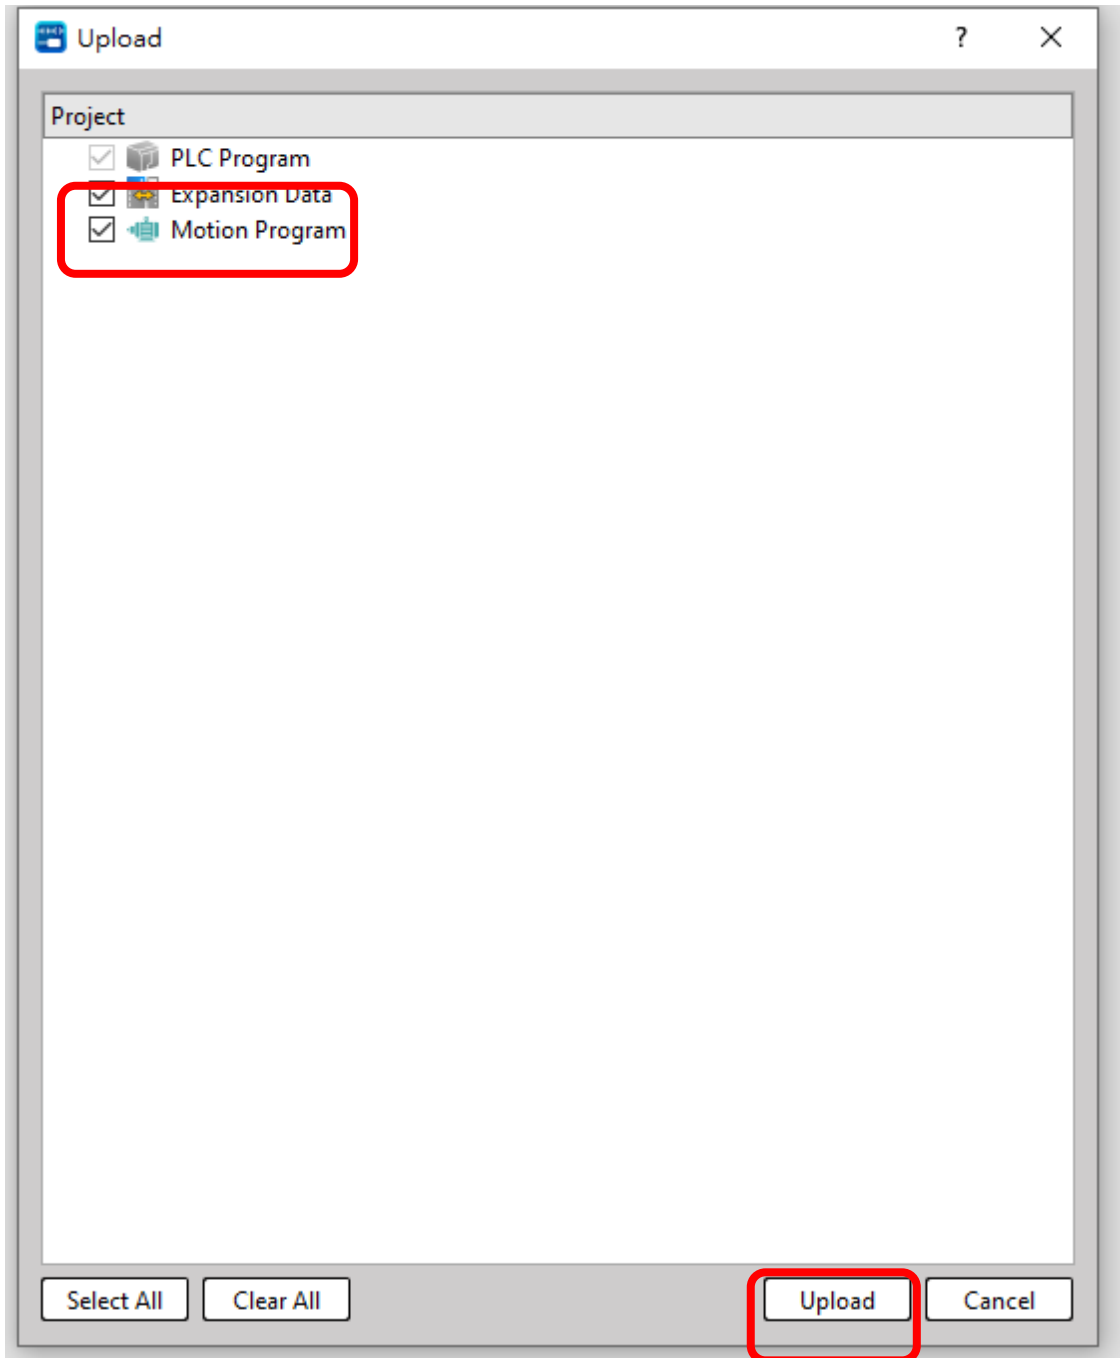 Upload
?
Project
PLC Program
Expansion Data
Motion Program
Select All
Clear All
Upload
Cancel